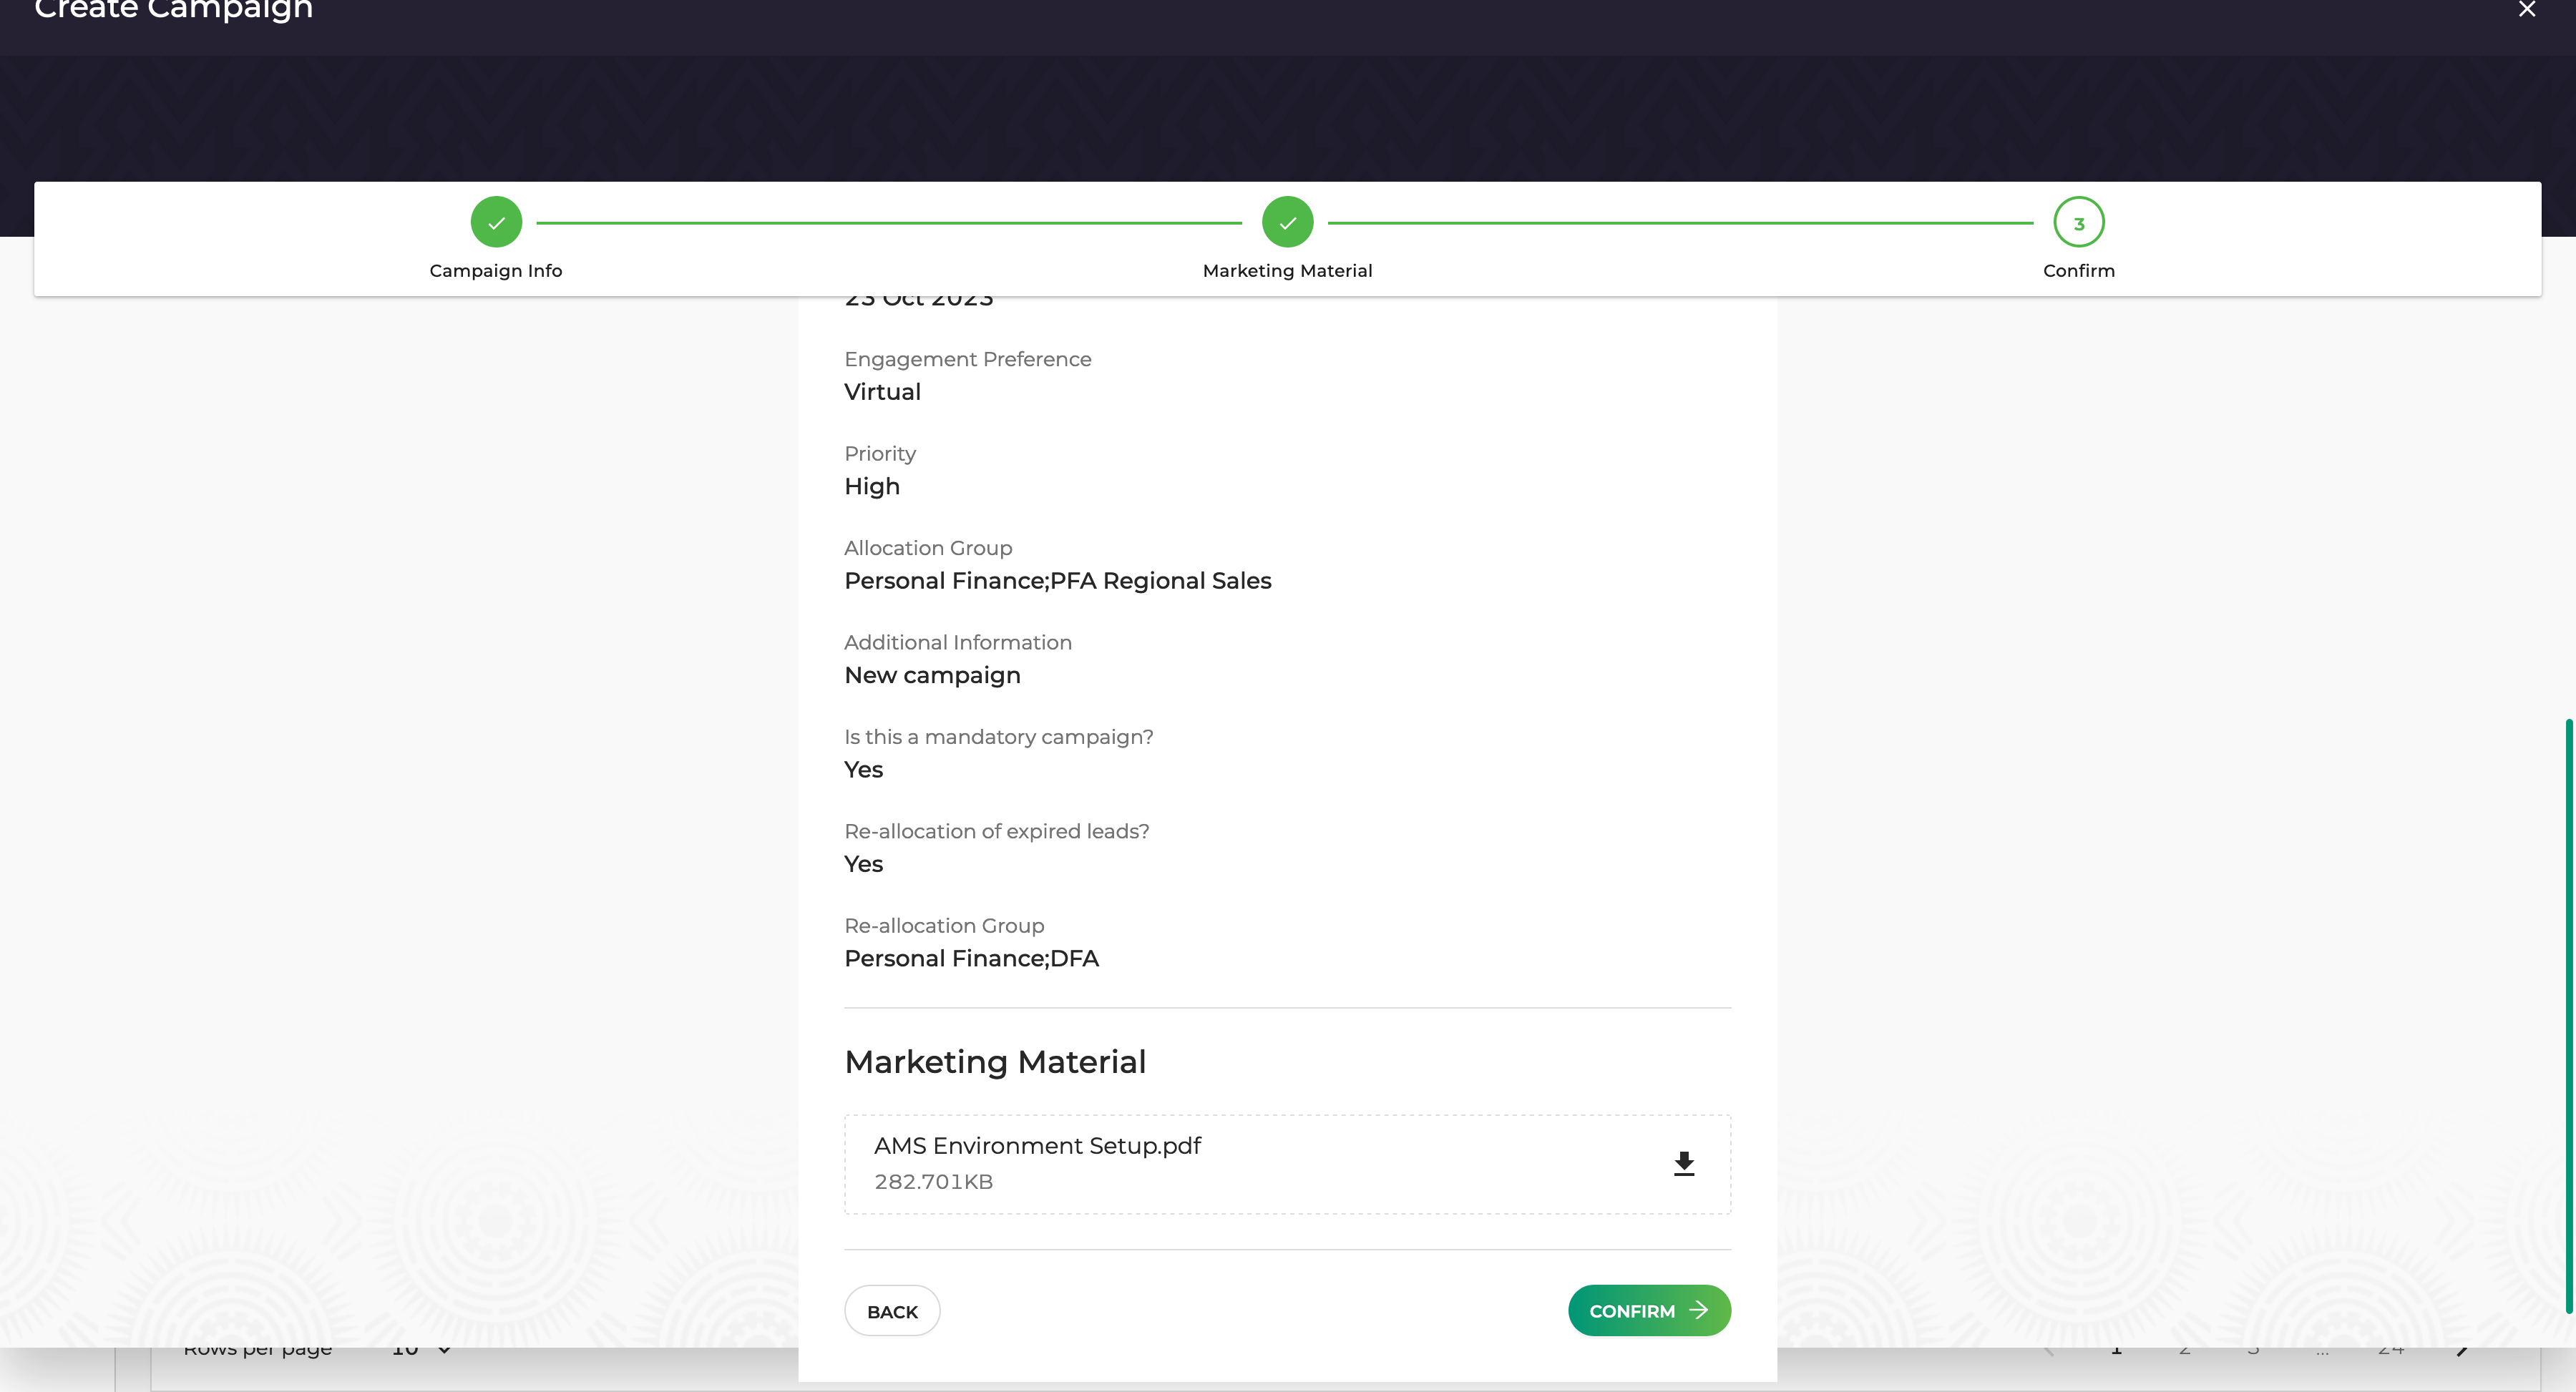 Create Campaign
Campaign Info
Marketing Material
3
Confirm
23 Oct 2023
Engagement Preference
Virtual
Priority
High
Allocation Group
Personal Finance;PFA Regional Sales
Additional Information
New campaign
Is this a mandatory campaign?
Yes
Re-allocation of expired leads?
Yes
Re-allocation Group
Personal Finance;DFA
Marketing Material
AMS Environment Setup.pdf
282.701KB
BACK
CONFIRM
Rows per page 10
1 2 3 ... 24